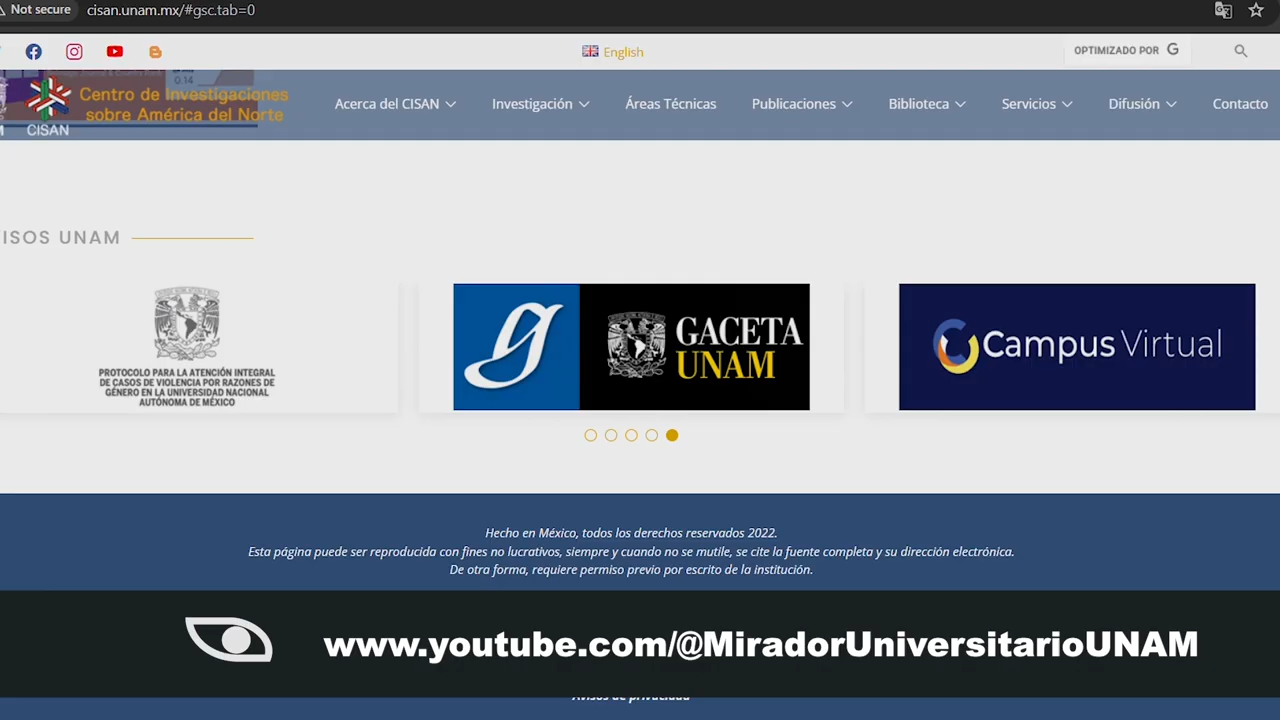 Not secure
cisan.unam.mx/#gsc.tab=0
English
OPTIMIZADO POR G
0.14
Centro de Investigaciones
sobre América del Norte
CISAN
Acerca del CISAN
Investigación
Áreas Técnicas
Publicaciones
Biblioteca
Servicios
Difusión
Contacto
ISOS UNAM
PROTOCOLO PARA LA ATENCIÓN INTEGRAL
DE CASOS DE VIOLENCIA POR RAZONES DE
GÉNERO EN LA UNIVERSIDAD NACIONAL
AUTÓNOMA DE MÉXICO
g
GACETA
UNAM
Campus Virtual
Hecho en México, todos los derechos reservados 2022.
Esta página puede ser reproducida con fines no lucrativos, siempre y cuando no se mutile, se cite la fuente completa y su dirección electrónica.
De otra forma, requiere permiso previo por escrito de la institución.
www.youtube.com/@MiradorUniversitarioUNAM
Avisos de privacidad